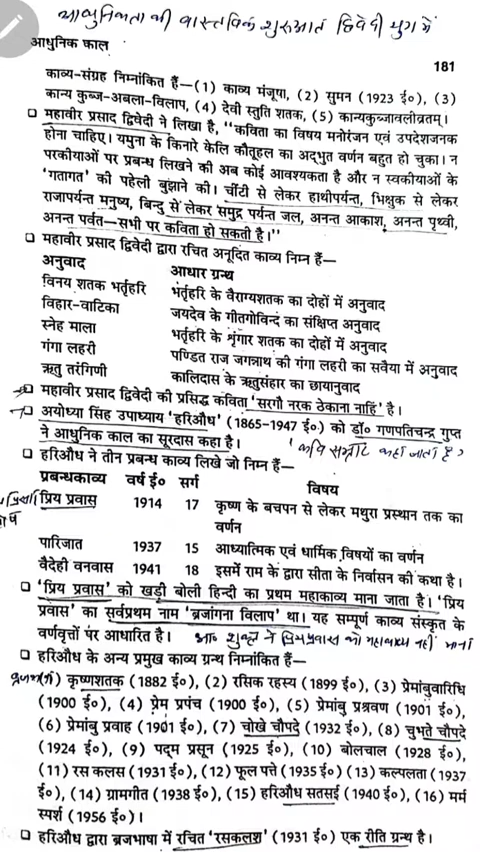 आधुनिकता की वास्तविक शुरुआत द्विवेदी युग में
आधुनिक काल
181
काव्य-संग्रह निम्नांकित हैं—(1) काव्य मंजूषा, (2) सुमन (1923 ई०), (3)
कान्य कुब्ज-अबला-विलाप, (4) देवी स्तुति शतक, (5) कान्यकुब्जावलीव्रतम्।
❑ महावीर प्रसाद द्विवेदी ने लिखा है, "कविता का विषय मनोरंजन एवं उपदेशजनक
होना चाहिए। यमुना के किनारे केलि कौतूहल का अद्भुत वर्णन बहुत हो चुका। न
परकीयाओं पर प्रबन्ध लिखने की अब कोई आवश्यकता है और न स्वकीयाओं के
'गतागत' की पहेली बुझाने की। चींटी से लेकर हाथीपर्यन्त, भिक्षुक से लेकर
राजापर्यन्त मनुष्य, बिन्दु से लेकर समुद्र पर्यन्त जल, अनन्त आकाश, अनन्त पृथ्वी,
अनन्त पर्वत—सभी पर कविता हो सकती है।"
❑ महावीर प्रसाद द्विवेदी द्वारा रचित अनूदित काव्य निम्न हैं—
अनुवाद आधार ग्रन्थ
विनय शतक भर्तृहरि भर्तृहरि के वैराग्यशतक का दोहों में अनुवाद
विहार-वाटिका जयदेव के गीतगोविन्द का संक्षिप्त अनुवाद
स्नेह माला भर्तृहरि के शृंगार शतक का दोहों में अनुवाद
गंगा लहरी पण्डित राज जगन्नाथ की गंगा लहरी का सवैया में अनुवाद
ऋतु तरंगिणी कालिदास के ऋतुसंहार का छायानुवाद
❑ महावीर प्रसाद द्विवेदी की प्रसिद्ध कविता 'सरगौ नरक ठेकाना नाहिं' है।
❑ अयोध्या सिंह उपाध्याय 'हरिऔध' (1865-1947 ई०) को डॉ० गणपतिचन्द्र गुप्त
ने आधुनिक काल का सूरदास कहा है। 'कवि सम्राट कहा जाता है'
❑ हरिऔध ने तीन प्रबन्ध काव्य लिखे जो निम्न हैं—
प्रबन्धकाव्य वर्ष ई० सर्ग विषय
प्रिय प्रवास 1914 17 कृष्ण के बचपन से लेकर मथुरा प्रस्थान तक का
वर्णन
पारिजात 1937 15 आध्यात्मिक एवं धार्मिक विषयों का वर्णन
वैदेही वनवास 1941 18 इसमें राम के द्वारा सीता के निर्वासन की कथा है।
❑ 'प्रिय प्रवास' को खड़ी बोली हिन्दी का प्रथम महाकाव्य माना जाता है। 'प्रिय
प्रवास' का सर्वप्रथम नाम 'ब्रजांगना विलाप' था। यह सम्पूर्ण काव्य संस्कृत के
वर्णवृत्तों पर आधारित है। आ० शुक्ल ने प्रियप्रवास को महाकाव्य नहीं माना
❑ हरिऔध के अन्य प्रमुख काव्य ग्रन्थ निम्नांकित हैं—
कृष्णशतक (1882 ई०), (2) रसिक रहस्य (1899 ई०), (3) प्रेमांबुवारिधि
(1900 ई०), (4) प्रेम प्रपंच (1900 ई०), (5) प्रेमांबु प्रश्रवण (1901 ई०),
(6) प्रेमांबु प्रवाह (1901 ई०), (7) चोखे चौपदे (1932 ई०), (8) चुभते चौपदे
(1924 ई०), (9) पद्म प्रसून (1925 ई०), (10) बोलचाल (1928 ई०),
(11) रस कलस (1931 ई०), (12) फूल पत्ते (1935 ई०) (13) कल्पलता (1937
ई०), (14) ग्रामगीत (1938 ई०), (15) हरिऔध सतसई (1940 ई०), (16) मर्म
स्पर्श (1956 ई०)।
❑ हरिऔध द्वारा ब्रजभाषा में रचित 'रसकलश' (1931 ई०) एक रीति ग्रन्थ है।